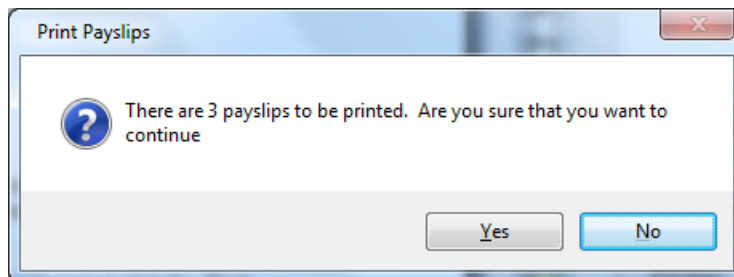 Print Payslips
There are 3 payslips to be printed.  Are you sure that you want to
continue
Yes
No